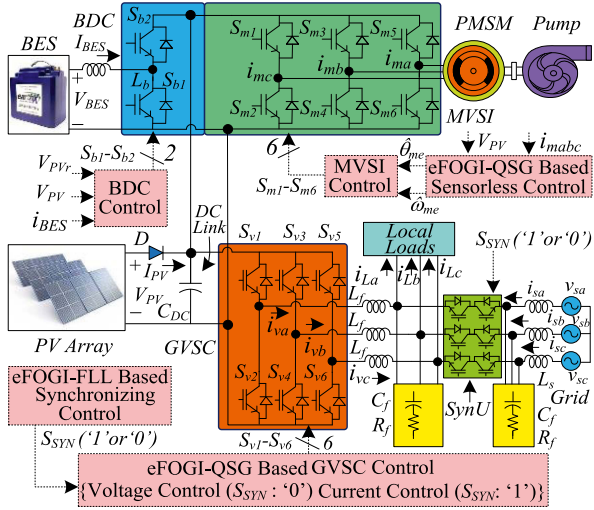 BES
BDC
I_BES
S_b2
S_m1
S_m3
S_m5
PMSM
Pump
+
V_BES
−
L_b
S_b1
i_mc
i_mb
i_ma
S_m2
S_m4
S_m6
MVSI
S_b1-S_b2
2
6
S_m1-S_m6
V_PV
i_mabc
V_PVr
V_PV
i_BES
BDC
Control
MVSI
Control
θ̂_me
ω̂_me
eFOGI-QSG Based
Sensorless Control
D
DC
Link
S_v1
S_v3
S_v5
Local
Loads
S_SYN ('1'or'0')
+
I_PV
V_PV
−
C_DC
i_La
i_Lb
i_Lc
L_f
L_f
L_f
i_va
i_vb
i_vc
i_sa
i_sb
i_sc
v_sa
v_sb
v_sc
L_s
Grid
PV Array
GVSC
S_v2
S_v4
S_v6
C_f
R_f
SynU
C_f
R_f
eFOGI-FLL Based
Synchronizing
Control
S_SYN ('1'or'0')
S_v1-S_v6
6
eFOGI-QSG Based GVSC Control
{Voltage Control (S_SYN : '0') Current Control (S_SYN: '1')}